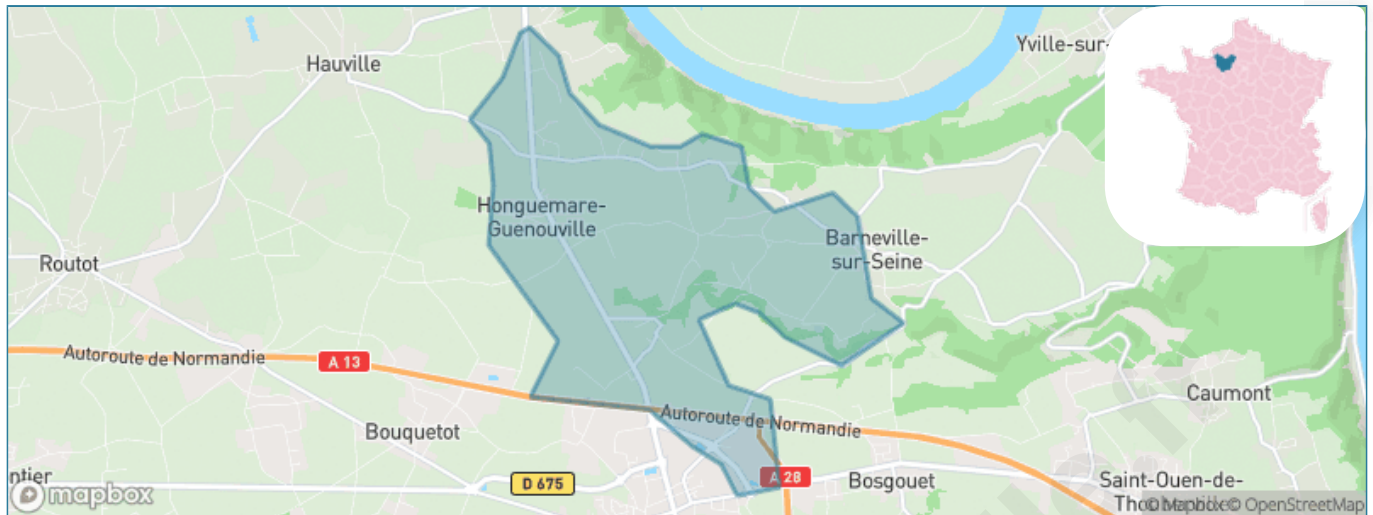 Hauville
Yville-sur-
Honguemare-
Guenouville
Barneville-
sur-Seine
Routot
Autoroute de Normandie
A 13
Caumont
Autoroute de Normandie
Bouquetot
D 675
A 28
Bosgouet
Saint-Ouen-de-
ntier
mapbox
© Mapbox © OpenStreetMap